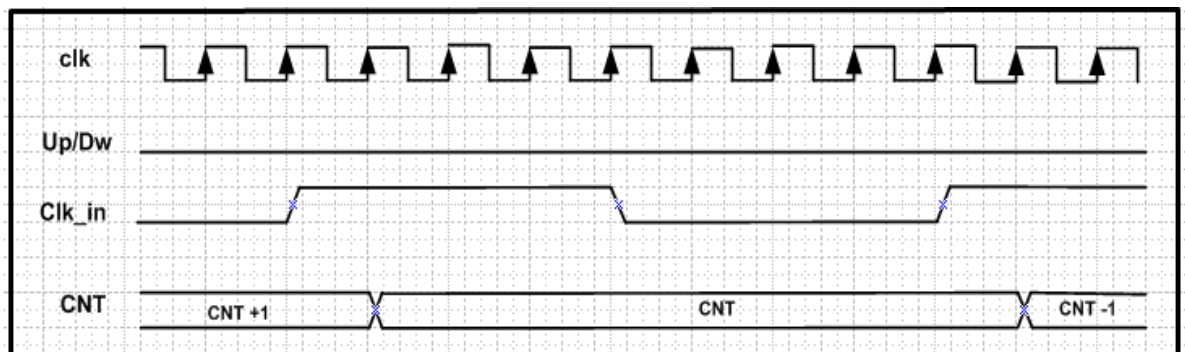 clk
Up/Dw
Clk_in
CNT
CNT +1
CNT
CNT -1